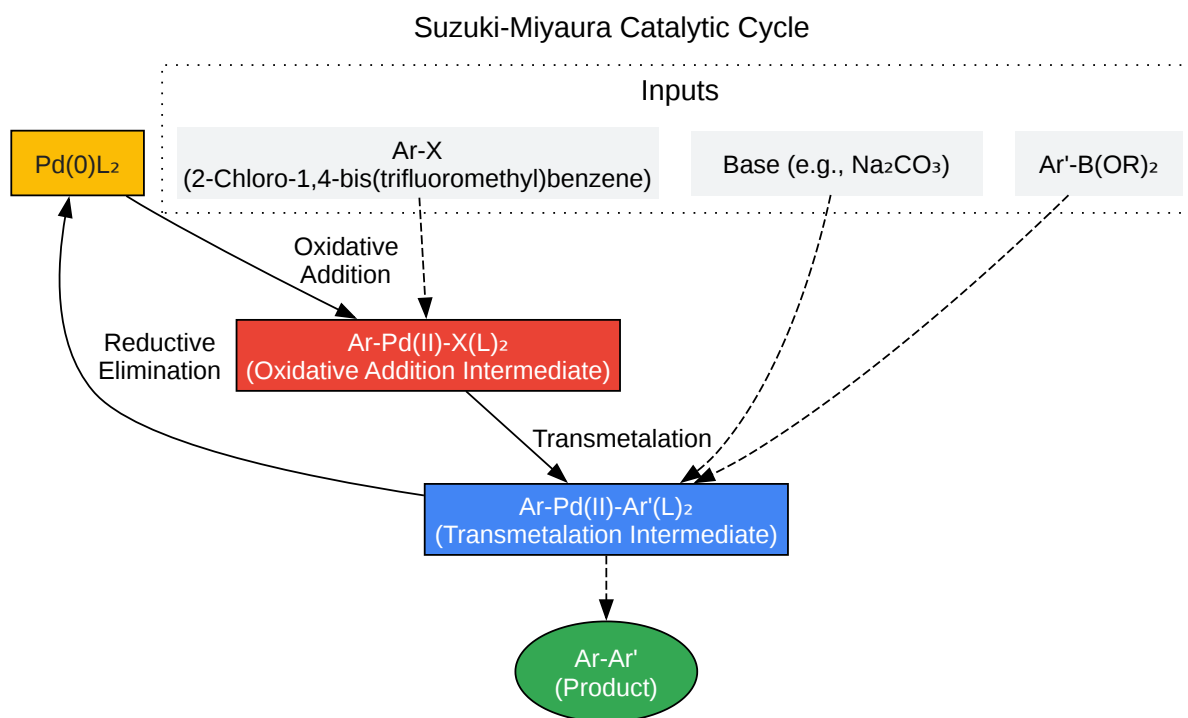 Suzuki-Miyaura Catalytic Cycle
Inputs
Pd(0)L₂
Ar-X
(2-Chloro-1,4-bis(trifluoromethyl)benzene)
Base (e.g., Na₂CO₃)
Ar'-B(OR)₂
Oxidative
Addition
Ar-Pd(II)-X(L)₂
(Oxidative Addition Intermediate)
Reductive
Elimination
Transmetalation
Ar-Pd(II)-Ar'(L)₂
(Transmetalation Intermediate)
Ar-Ar'
(Product)